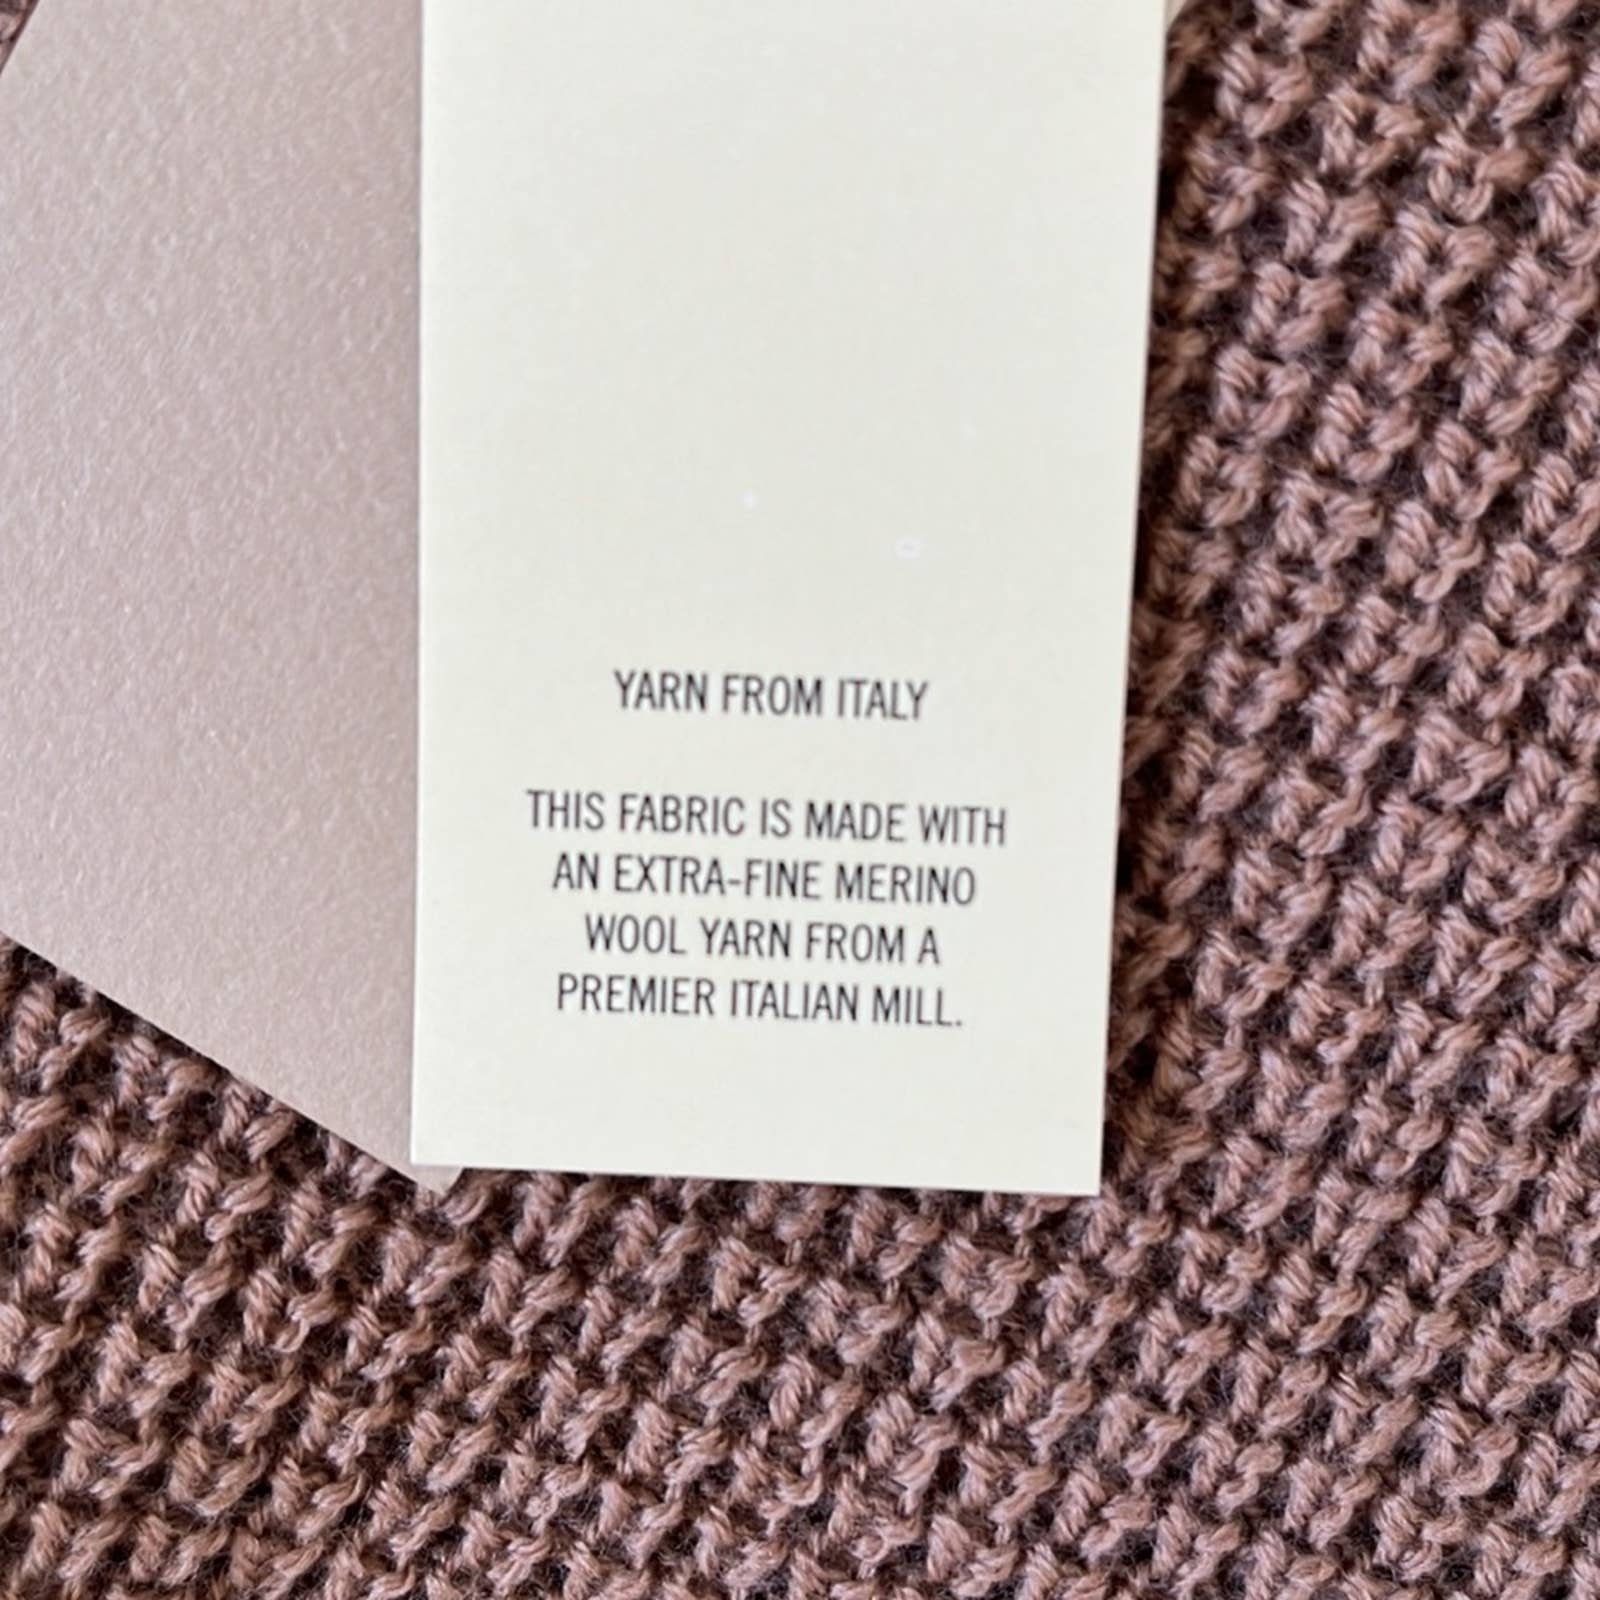 YARN FROM ITALY
THIS FABRIC IS MADE WITH
AN EXTRA-FINE MERINO
WOOL YARN FROM A
PREMIER ITALIAN MILL.